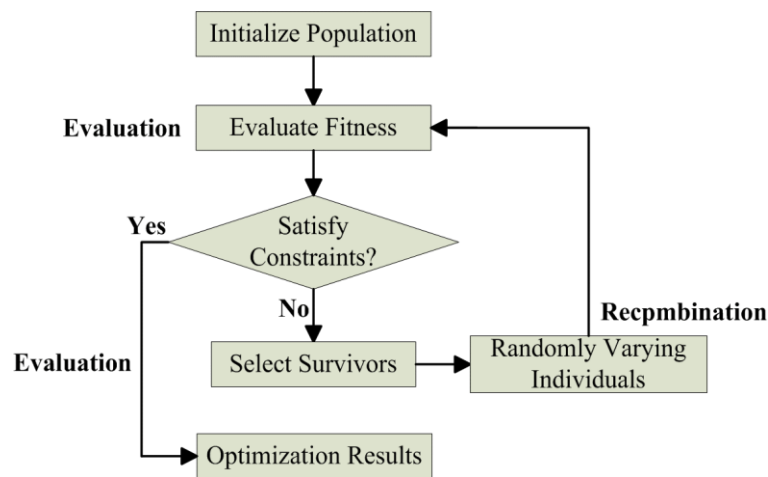 Initialize Population
Evaluation
Evaluate Fitness
Yes
Satisfy
Constraints?
No
Recpmbination
Evaluation
Select Survivors
Randomly Varying
Individuals
Optimization Results